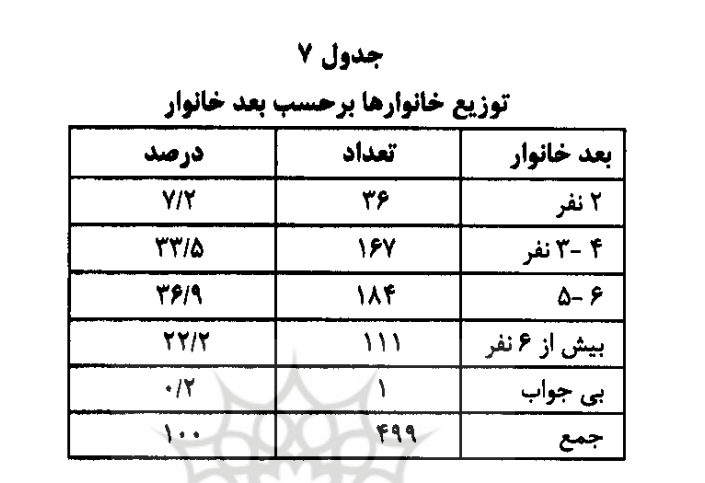 جدول ۷
توزیع خانوارها برحسب بعد خانوار
بعد خانوار تعداد درصد
۲ نفر ۳۶ ۷/۲
۴ -۳ نفر ۱۶۷ ۳۳/۵
۶ -۵ ۱۸۴ ۳۶/۹
بیش از ۶ نفر ۱۱۱ ۲۲/۲
بی جواب ۱ ۰/۲
جمع ۴۹۹ ۱۰۰